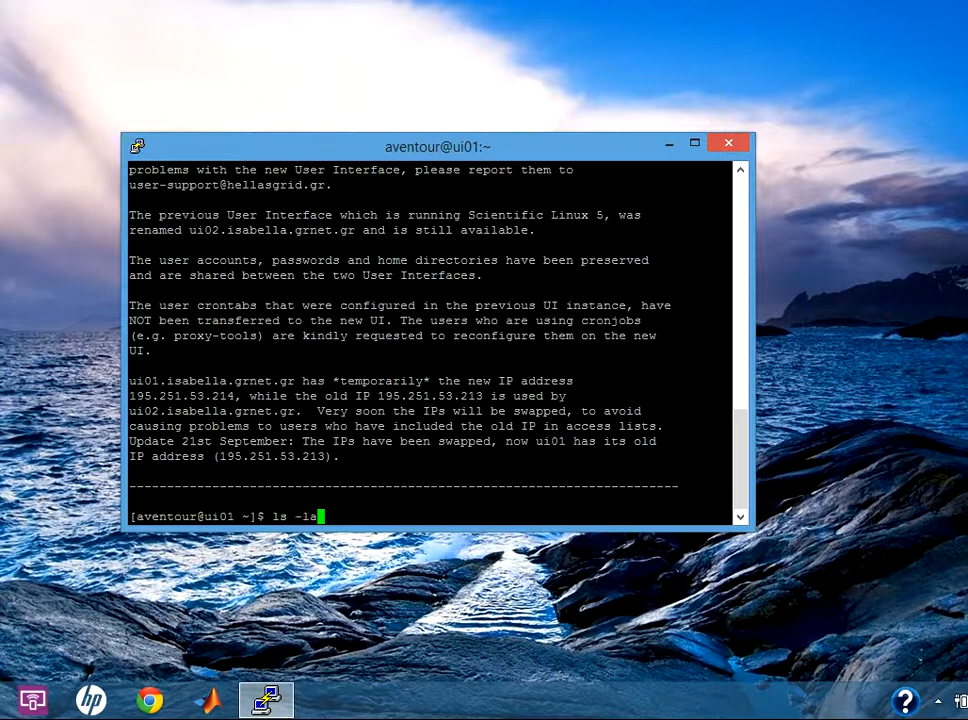 aventour@ui01:~
problems with the new User Interface, please report them to
user-support@hellasgrid.gr.
The previous User Interface which is running Scientific Linux 5, was
renamed ui02.isabella.grnet.gr and is still available.
The user accounts, passwords and home directories have been preserved
and are shared between the two User Interfaces.
The user crontabs that were configured in the previous UI instance, have
NOT been transferred to the new UI. The users who are using cronjobs
(e.g. proxy-tools) are kindly requested to reconfigure them on the new
UI.
ui01.isabella.grnet.gr has *temporarily* the new IP address
195.251.53.214, while the old IP 195.251.53.213 is used by
ui02.isabella.grnet.gr.  Very soon the IPs will be swapped, to avoid
causing problems to users who have included the old IP in access lists.
Update 21st September: The IPs have been swapped, now ui01 has its old
IP address (195.251.53.213).
--------------------------------------------------------------------------
[aventour@ui01 ~]$ ls -la
hp
?